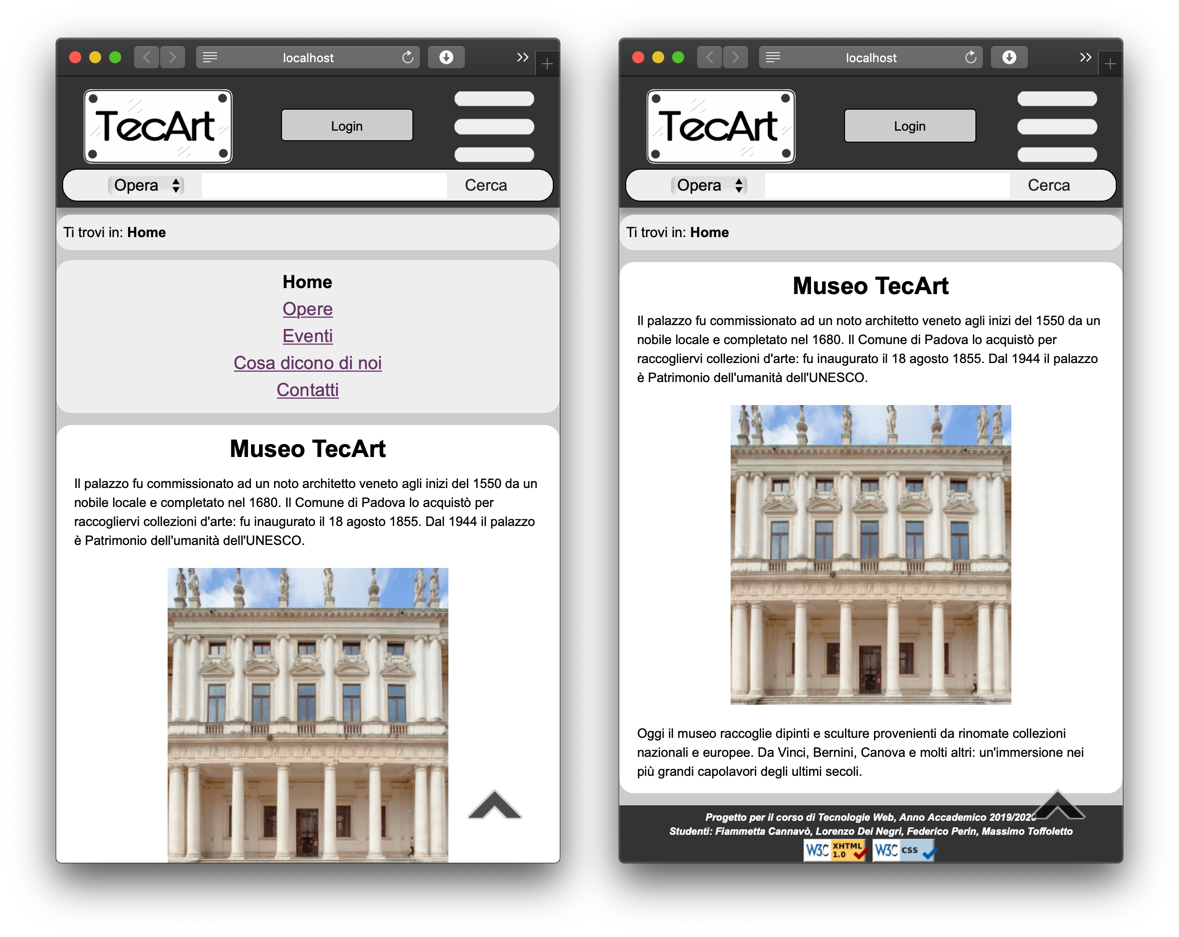 localhost
TecArt
Login
Opera
Cerca
Ti trovi in: Home
Home
Opere
Eventi
Cosa dicono di noi
Contatti
Museo TecArt
Il palazzo fu commissionato ad un noto architetto veneto agli inizi del 1550 da un
nobile locale e completato nel 1680. Il Comune di Padova lo acquistò per
raccogliervi collezioni d'arte: fu inaugurato il 18 agosto 1855. Dal 1944 il palazzo
è Patrimonio dell'umanità dell'UNESCO.
localhost
TecArt
Login
Opera
Cerca
Ti trovi in: Home
Museo TecArt
Il palazzo fu commissionato ad un noto architetto veneto agli inizi del 1550 da un
nobile locale e completato nel 1680. Il Comune di Padova lo acquistò per
raccogliervi collezioni d'arte: fu inaugurato il 18 agosto 1855. Dal 1944 il palazzo
è Patrimonio dell'umanità dell'UNESCO.
Oggi il museo raccoglie dipinti e sculture provenienti da rinomate collezioni
nazionali e europee. Da Vinci, Bernini, Canova e molti altri: un'immersione nei
più grandi capolavori degli ultimi secoli.
Progetto per il corso di Tecnologie Web, Anno Accademico 2019/2020
Studenti: Fiammetta Cannavò, Lorenzo Dei Negri, Federico Perin, Massimo Toffoletto
W3C XHTML 1.0 W3C CSS